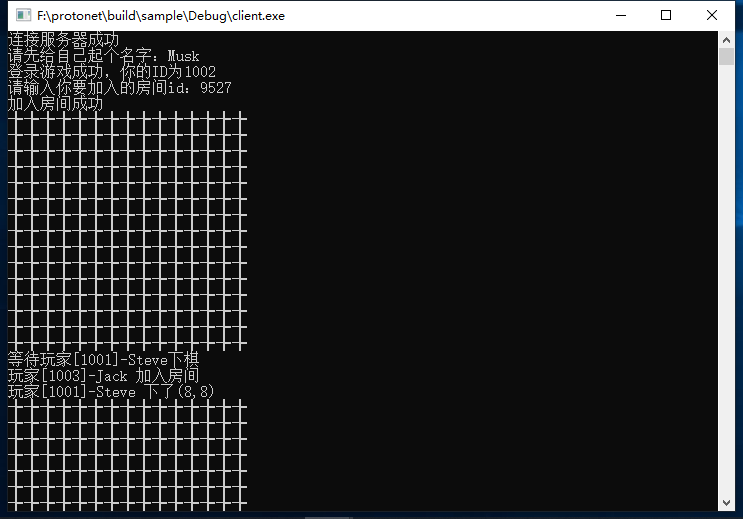 F:\protonet\build\sample\Debug\client.exe
连接服务器成功
请先给自己起个名字：Musk
登录游戏成功，你的ID为1002
请输入你要加入的房间id：9527
加入房间成功
等待玩家[1001]-Steve下棋
玩家[1003]-Jack 加入房间
玩家[1001]-Steve 下了(8,8)